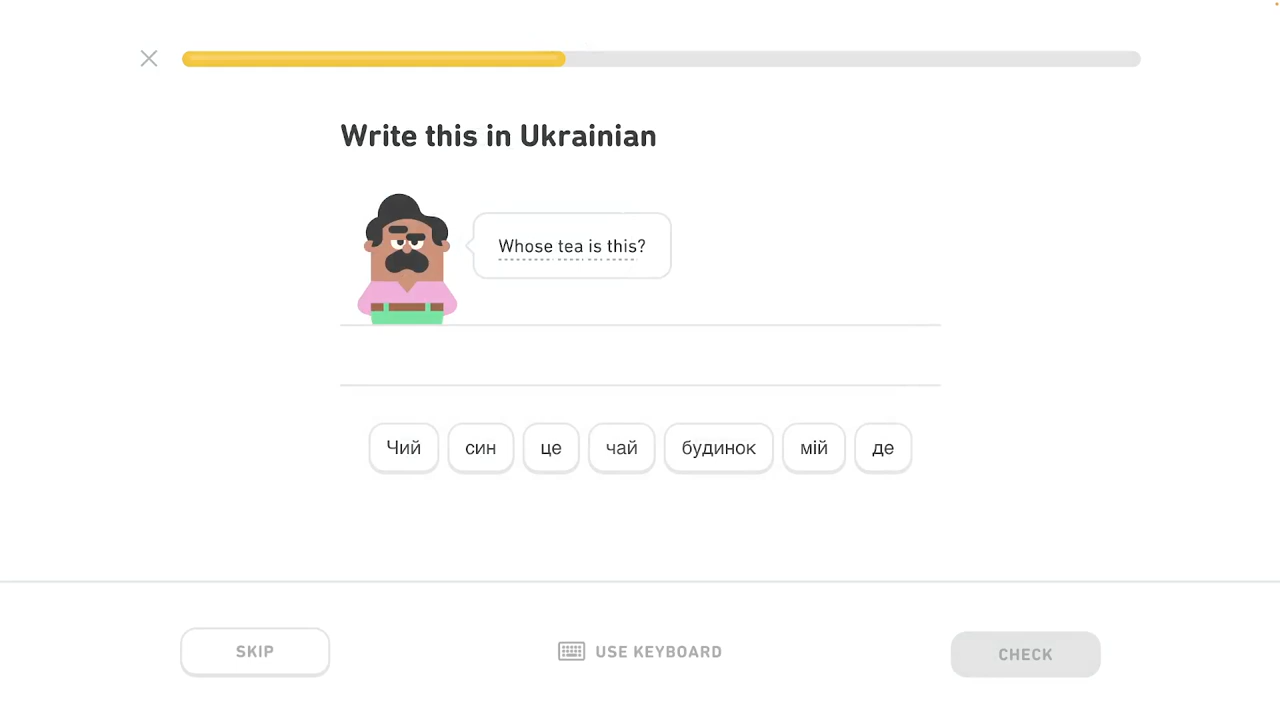 Write this in Ukrainian
Whose tea is this?
Чий син це чай будинок мій де
SKIP USE KEYBOARD CHECK